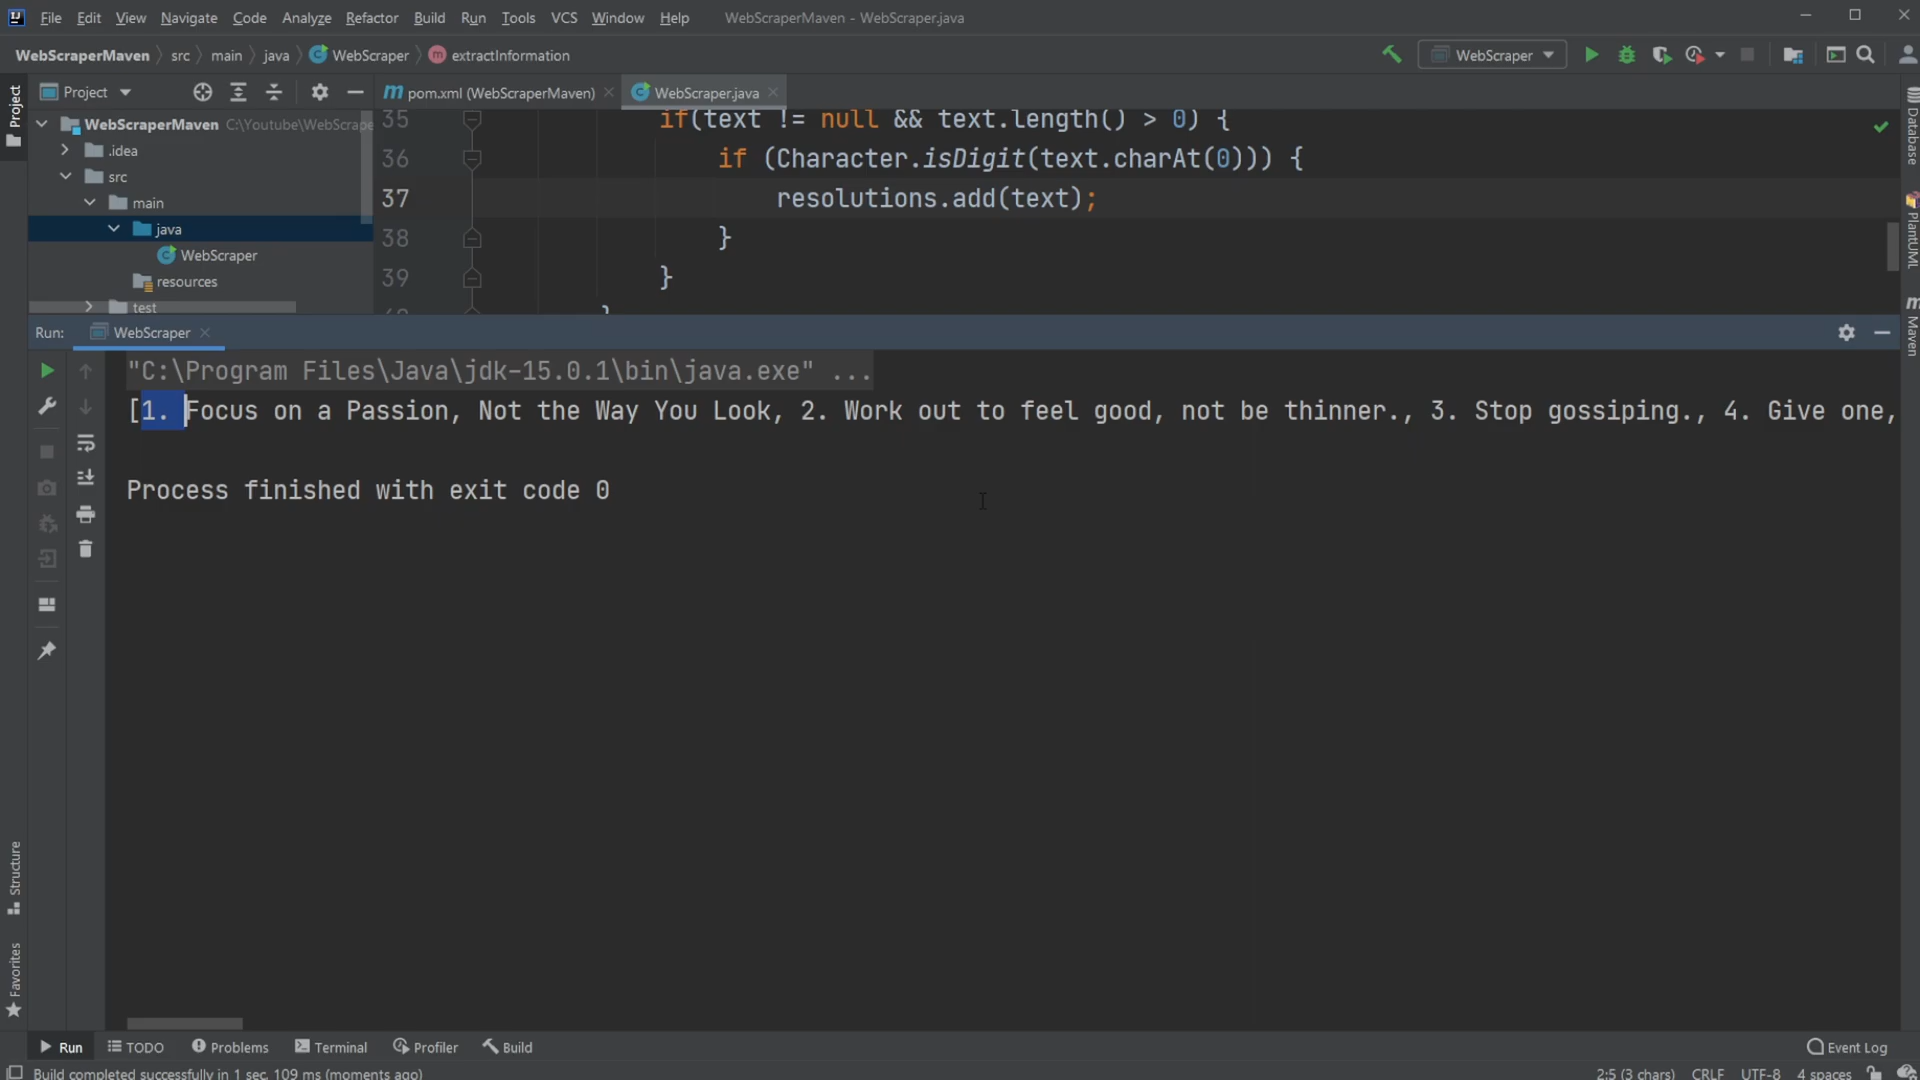 File Edit View Navigate Code Analyze Refactor Build Run Tools VCS Window Help WebScraperMaven - WebScraper.java
WebScraperMaven src main java WebScraper m extractInformation WebScraper
Project
Project
m pom.xml (WebScraperMaven) WebScraper.java
WebScraperMaven C:\Youtube\WebScrape
.idea
src
main
java
WebScraper
resources
test
35 if(text != null && text.length() > 0) {
36 if (Character.isDigit(text.charAt(0))) {
37 resolutions.add(text);
38 }
39 }
40 }
Database
PlantUML
m Maven
Run: WebScraper
"C:\Program Files\Java\jdk-15.0.1\bin\java.exe" ...
[1. Focus on a Passion, Not the Way You Look, 2. Work out to feel good, not be thinner., 3. Stop gossiping., 4. Give one,
Process finished with exit code 0
Structure
Favorites
Run TODO Problems Terminal Profiler Build Event Log
Build completed successfully in 1 sec, 109 ms (moments ago) 2:5 (3 chars) CRLF UTF-8 4 spaces